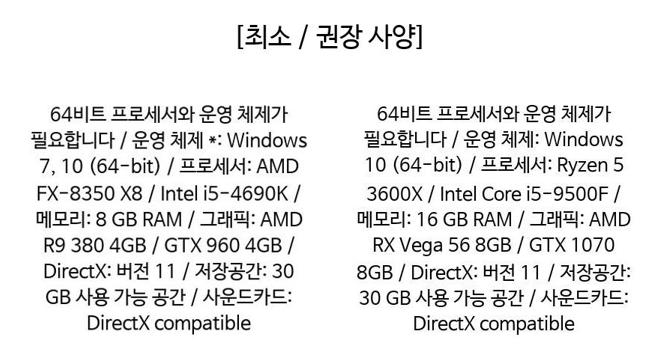 [최소 / 권장 사양]
64비트 프로세서와 운영 체제가
필요합니다 / 운영 체제 *: Windows
7, 10 (64-bit) / 프로세서: AMD
FX-8350 X8 / Intel i5-4690K /
메모리: 8 GB RAM / 그래픽: AMD
R9 380 4GB / GTX 960 4GB /
DirectX: 버전 11 / 저장공간: 30
GB 사용 가능 공간 / 사운드카드:
DirectX compatible
64비트 프로세서와 운영 체제가
필요합니다 / 운영 체제: Windows
10 (64-bit) / 프로세서: Ryzen 5
3600X / Intel Core i5-9500F /
메모리: 16 GB RAM / 그래픽: AMD
RX Vega 56 8GB / GTX 1070
8GB / DirectX: 버전 11 / 저장공간:
30 GB 사용 가능 공간 / 사운드카드:
DirectX compatible